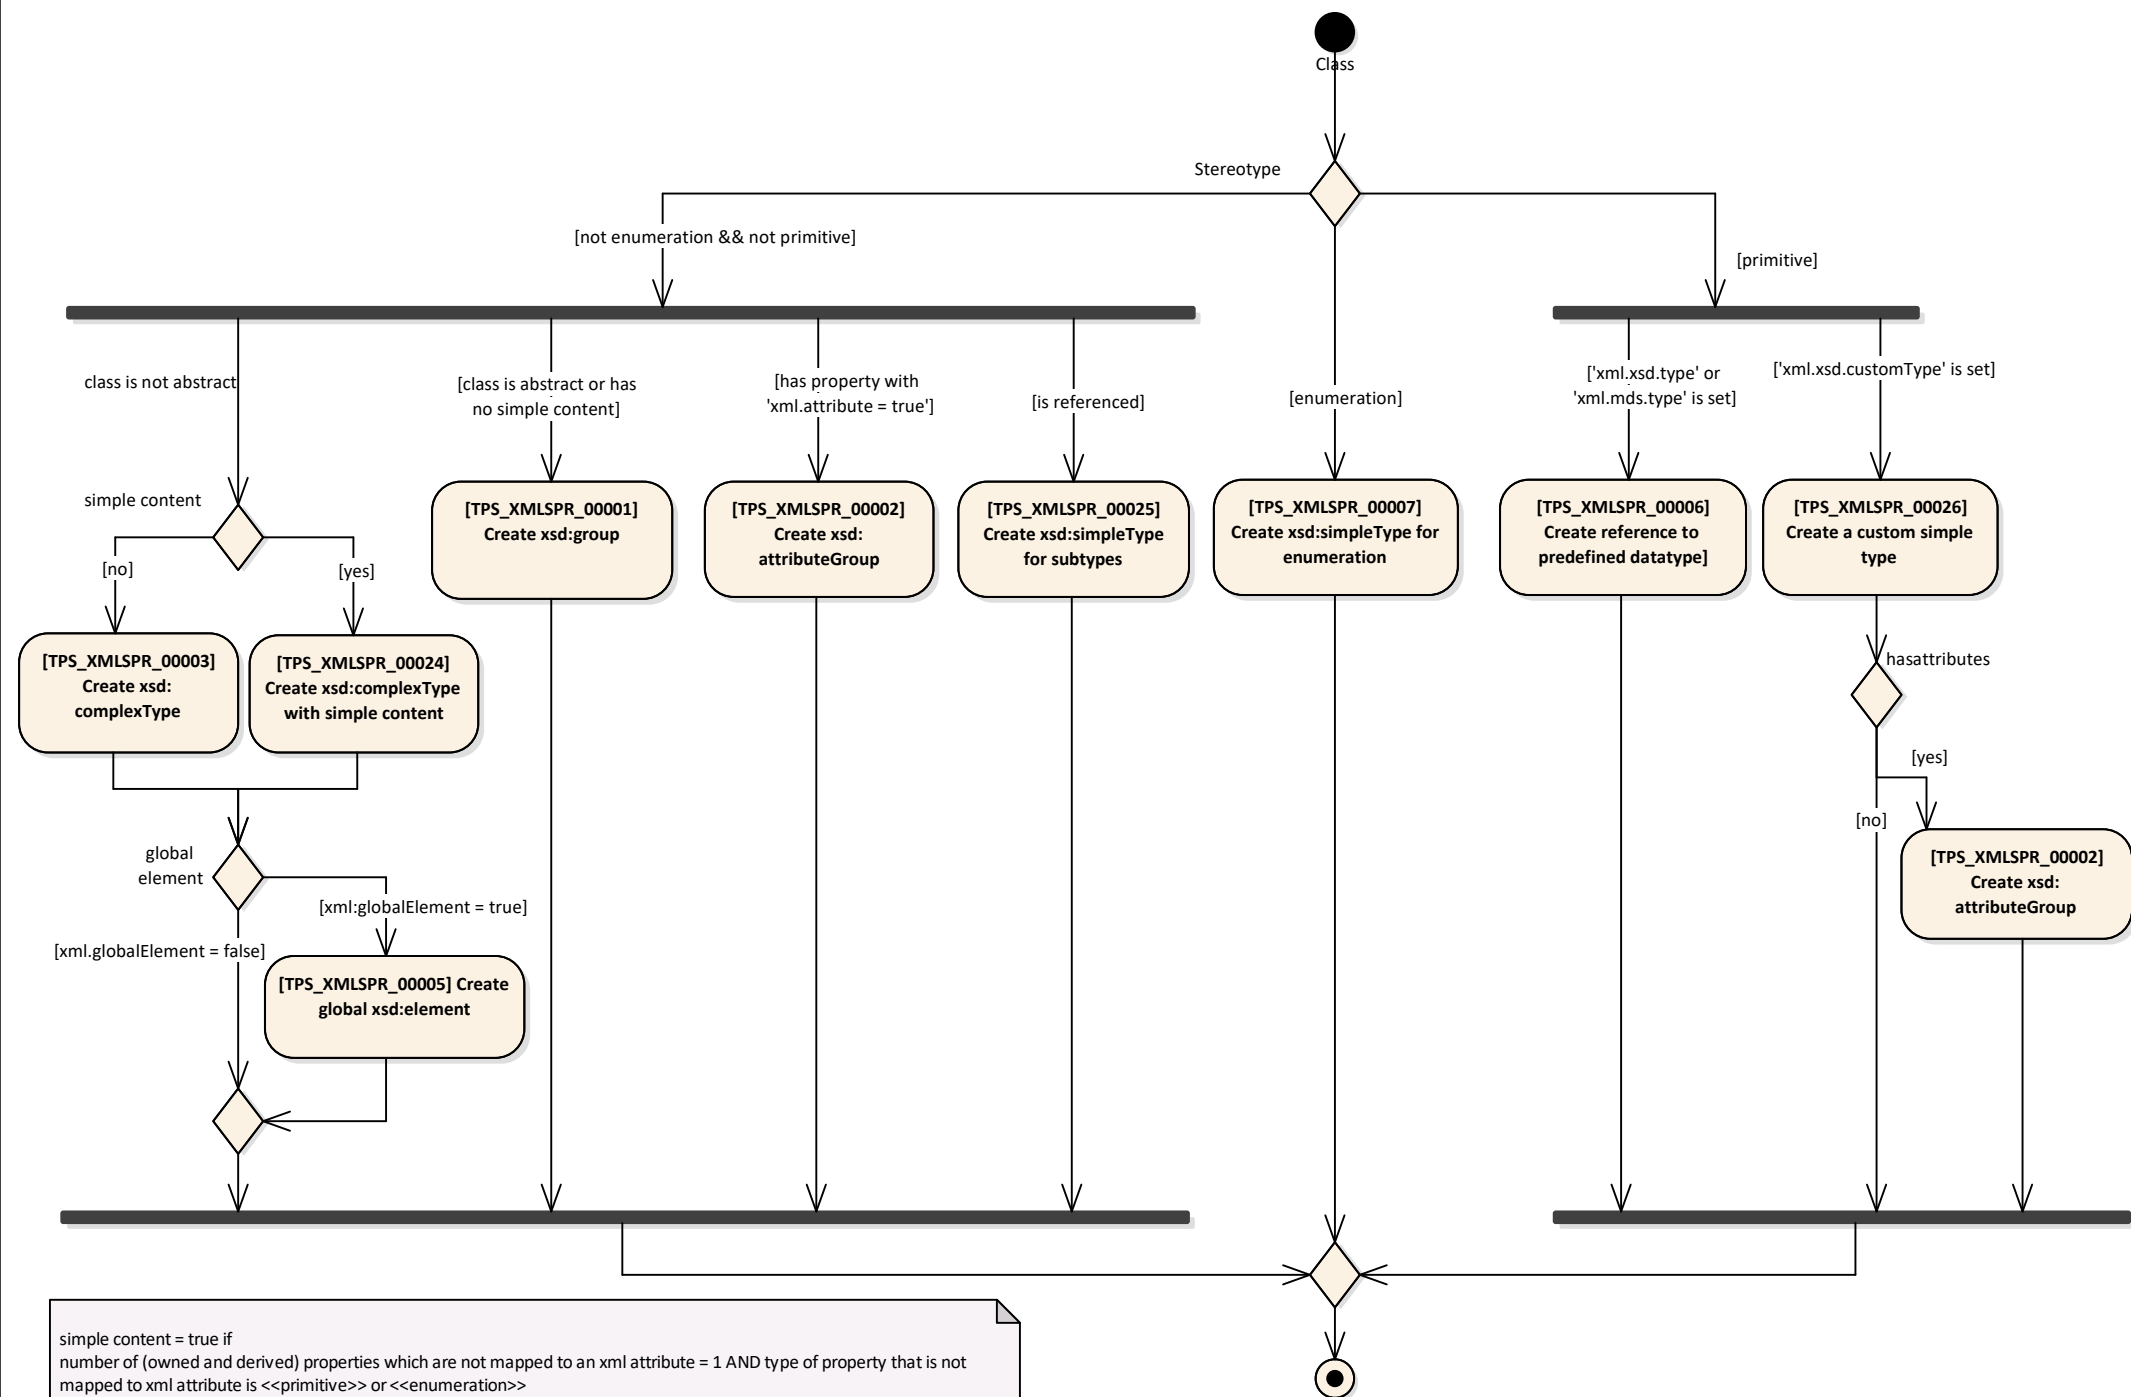 Class
Stereotype
[not enumeration && not primitive]
[primitive]
class is not abstract
[class is abstract or has
no simple content]
[has property with
'xml.attribute = true']
[is referenced]
[enumeration]
['xml.xsd.type' or
'xml.mds.type' is set]
['xml.xsd.customType' is set]
simple content
[no]
[yes]
[TPS_XMLSPR_00001]
Create xsd:group
[TPS_XMLSPR_00002]
Create xsd:
attributeGroup
[TPS_XMLSPR_00025]
Create xsd:simpleType
for subtypes
[TPS_XMLSPR_00007]
Create xsd:simpleType for
enumeration
[TPS_XMLSPR_00006]
Create reference to
predefined datatype]
[TPS_XMLSPR_00026]
Create a custom simple
type
[TPS_XMLSPR_00003]
Create xsd:
complexType
[TPS_XMLSPR_00024]
Create xsd:complexType
with simple content
hasattributes
[yes]
[no]
[TPS_XMLSPR_00002]
Create xsd:
attributeGroup
global
element
[xml:globalElement = true]
[xml.globalElement = false]
[TPS_XMLSPR_00005] Create
global xsd:element
simple content = true if
number of (owned and derived) properties which are not mapped to an xml attribute = 1 AND type of property that is not
mapped to xml attribute is <<primitive>> or <<enumeration>>